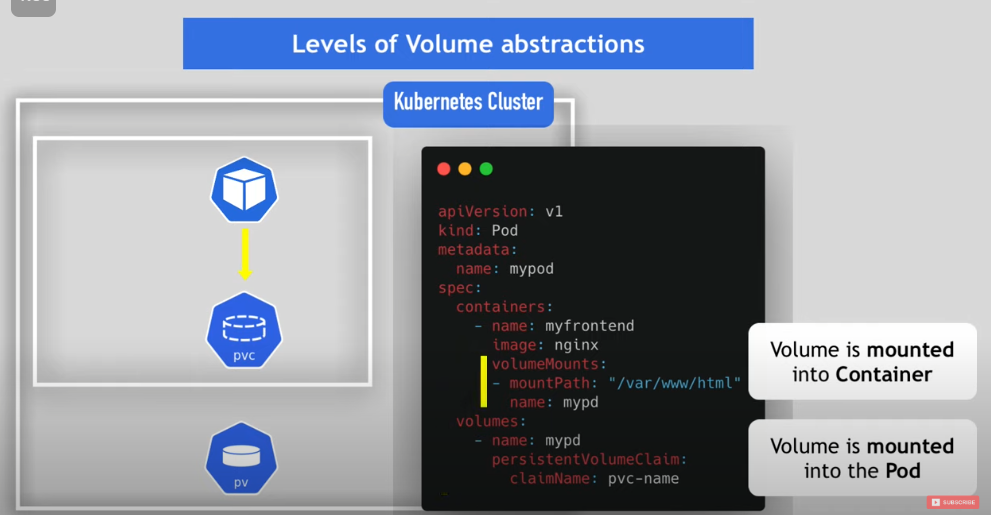 Levels of Volume abstractions
Kubernetes Cluster
pvc
pv
apiVersion: v1
kind: Pod
metadata:
  name: mypod
spec:
  containers:
    - name: myfrontend
      image: nginx
      volumeMounts:
      - mountPath: "/var/www/html"
        name: mypd
  volumes:
    - name: mypd
      persistentVolumeClaim:
        claimName: pvc-name
Volume is mounted
into Container
Volume is mounted
into the Pod
SUBSCRIBE